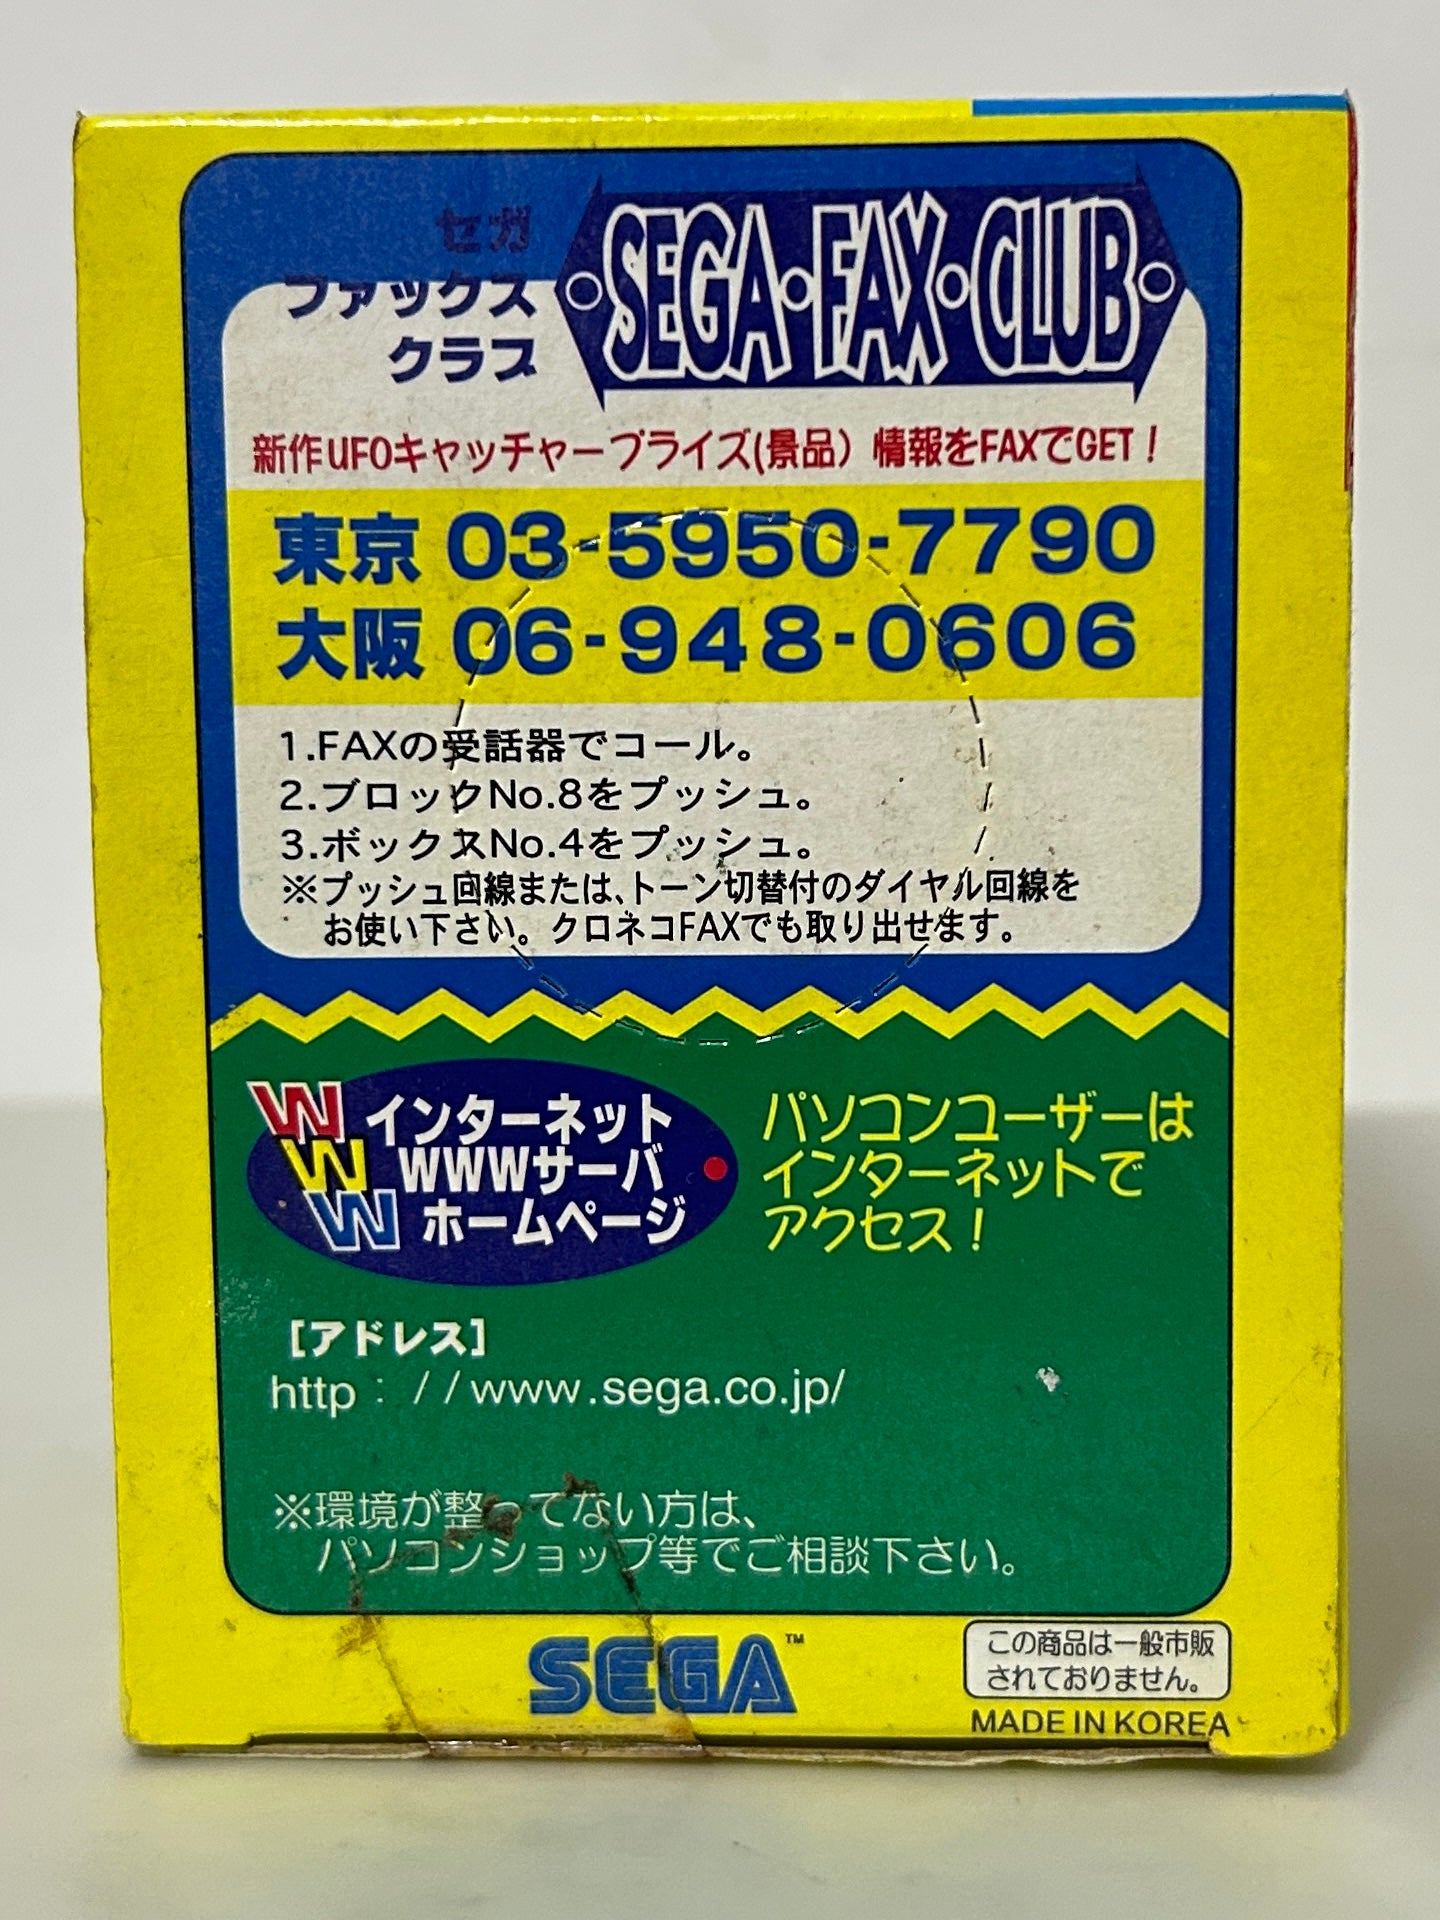 セガ
ファックス
クラブ
SEGA・FAX・CLUB
新作UFOキャッチャープライズ(景品)情報をFAXでGET！
東京 03-5950-7790
大阪 06-948-0606
1.FAXの受話器でコール。
2.ブロックNo.8をプッシュ。
3.ボックスNo.4をプッシュ。
※プッシュ回線または、トーン切替付のダイヤル回線を
お使い下さい。クロネコFAXでも取り出せます。
WWW
インターネット
WWWサーバ
ホームページ
パソコンユーザーは
インターネットで
アクセス！
[アドレス]
http://www.sega.co.jp/
※環境が整ってない方は、
パソコンショップ等でご相談下さい。
SEGA™
この商品は一般市販
されておりません。
MADE IN KOREA